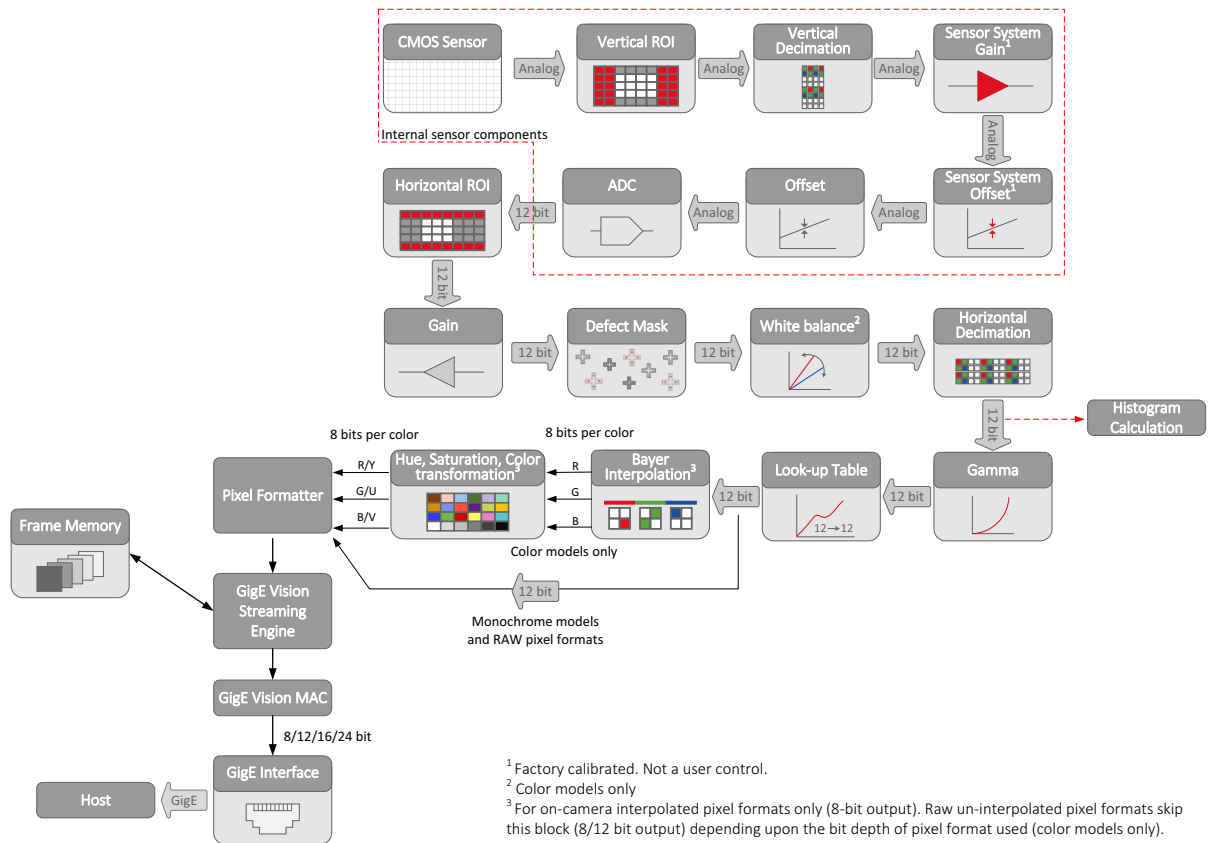 CMOS Sensor
Analog
Vertical ROI
Analog
Vertical
Decimation
Analog
Sensor System
Gain1
Analog
Internal sensor components
Horizontal ROI
12 bit
ADC
Analog
Offset
Analog
Sensor System
Offset1
12 bit
Gain
12 bit
Defect Mask
12 bit
White balance2
12 bit
Horizontal
Decimation
12 bit
Histogram
Calculation
8 bits per color
8 bits per color
Pixel Formatter
R/Y
G/U
B/V
Hue, Saturation, Color
transformation3
R
G
B
Bayer
Interpolation3
12 bit
Look-up Table
12→12
12 bit
Gamma
Color models only
Frame Memory
12 bit
GigE Vision
Streaming
Engine
Monochrome models
and RAW pixel formats
GigE Vision MAC
8/12/16/24 bit
GigE Interface
GigE
Host
1 Factory calibrated. Not a user control.
2 Color models only
3 For on-camera interpolated pixel formats only (8-bit output). Raw un-interpolated pixel formats skip
this block (8/12 bit output) depending upon the bit depth of pixel format used (color models only).